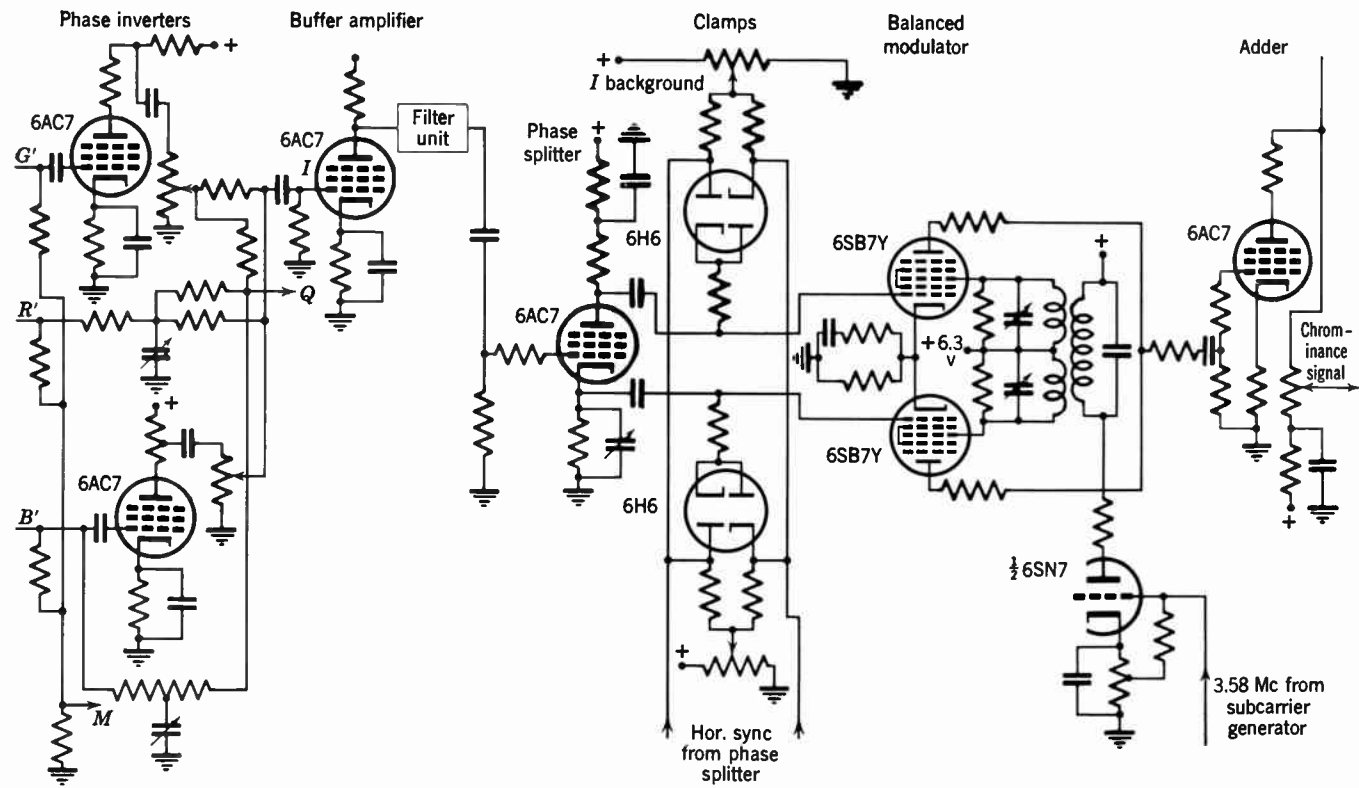 Phase inverters
Buffer amplifier
Clamps
Balanced
modulator
Adder
+
+
I background
6AC7
G'
6AC7
I
Filter
unit
Phase
splitter
+
6H6
6SB7Y
+
6AC7
R'
Q
6AC7
+6.3
v
Chrom-
inance
signal
+
6AC7
B'
6H6
6SB7Y
+
½ 6SN7
+
M
Hor. sync
from phase
splitter
3.58 Mc from
subcarrier
generator